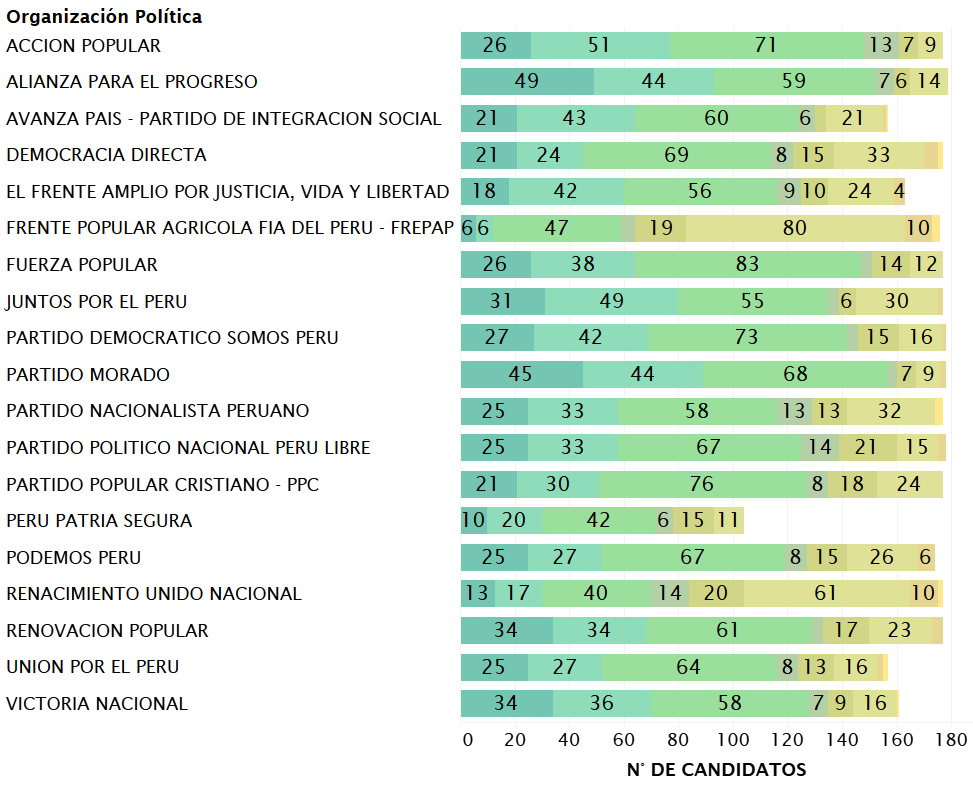 Organización Política
ACCION POPULAR 26 51 71 13 7 9
ALIANZA PARA EL PROGRESO 49 44 59 7 6 14
AVANZA PAIS - PARTIDO DE INTEGRACION SOCIAL 21 43 60 6 21
DEMOCRACIA DIRECTA 21 24 69 8 15 33
EL FRENTE AMPLIO POR JUSTICIA, VIDA Y LIBERTAD 18 42 56 9 10 24 4
FRENTE POPULAR AGRICOLA FIA DEL PERU - FREPAP 6 6 47 19 80 10
FUERZA POPULAR 26 38 83 14 12
JUNTOS POR EL PERU 31 49 55 6 30
PARTIDO DEMOCRATICO SOMOS PERU 27 42 73 15 16
PARTIDO MORADO 45 44 68 7 9
PARTIDO NACIONALISTA PERUANO 25 33 58 13 13 32
PARTIDO POLITICO NACIONAL PERU LIBRE 25 33 67 14 21 15
PARTIDO POPULAR CRISTIANO - PPC 21 30 76 8 18 24
PERU PATRIA SEGURA 10 20 42 6 15 11
PODEMOS PERU 25 27 67 8 15 26 6
RENACIMIENTO UNIDO NACIONAL 13 17 40 14 20 61 10
RENOVACION POPULAR 34 34 61 17 23
UNION POR EL PERU 25 27 64 8 13 16
VICTORIA NACIONAL 34 36 58 7 9 16
0 20 40 60 80 100 120 140 160 180
N° DE CANDIDATOS